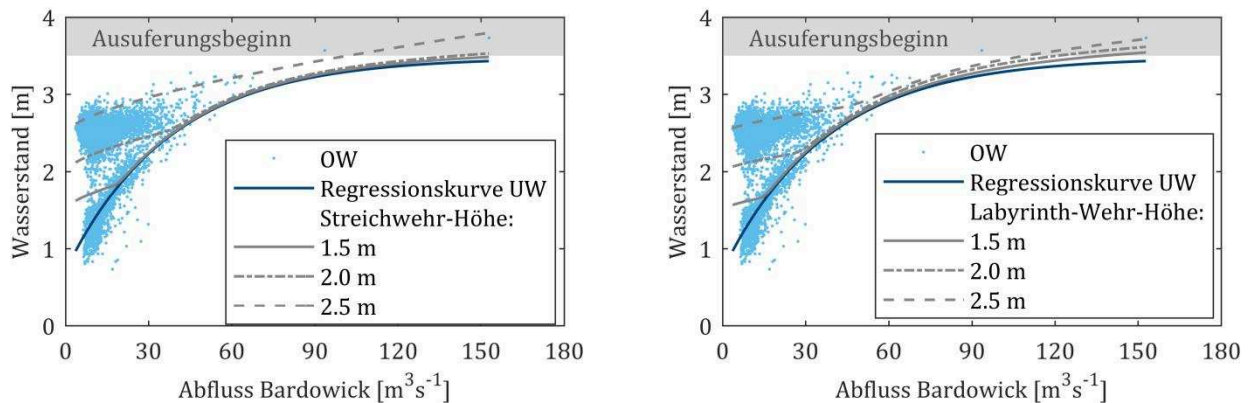 4
3
2
1
0
Wasserstand [m]
Ausuferungsbeginn
OW
Regressionskurve UW
Streichwehr-Höhe:
1.5 m
2.0 m
2.5 m
0 30 60 90 120 150 180
Abfluss Bardowick [m³s⁻¹]
4
3
2
1
0
Wasserstand [m]
Ausuferungsbeginn
OW
Regressionskurve UW
Labyrinth-Wehr-Höhe:
1.5 m
2.0 m
2.5 m
0 30 60 90 120 150 180
Abfluss Bardowick [m³s⁻¹]